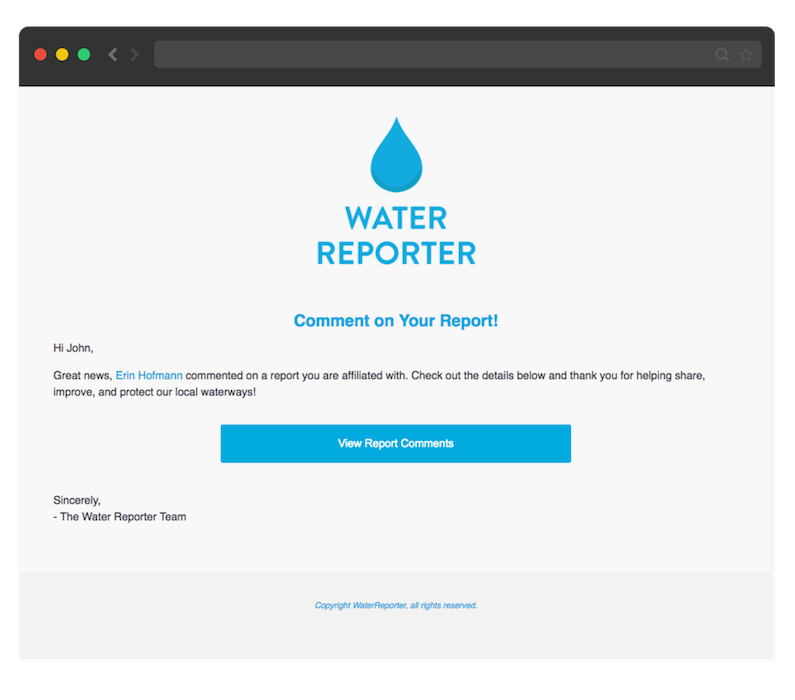 WATER
REPORTER
Comment on Your Report!
Hi John,
Great news, Erin Hofmann commented on a report you are affiliated with. Check out the details below and thank you for helping share,
improve, and protect our local waterways!
View Report Comments
Sincerely,
- The Water Reporter Team
Copyright WaterReporter, all rights reserved.